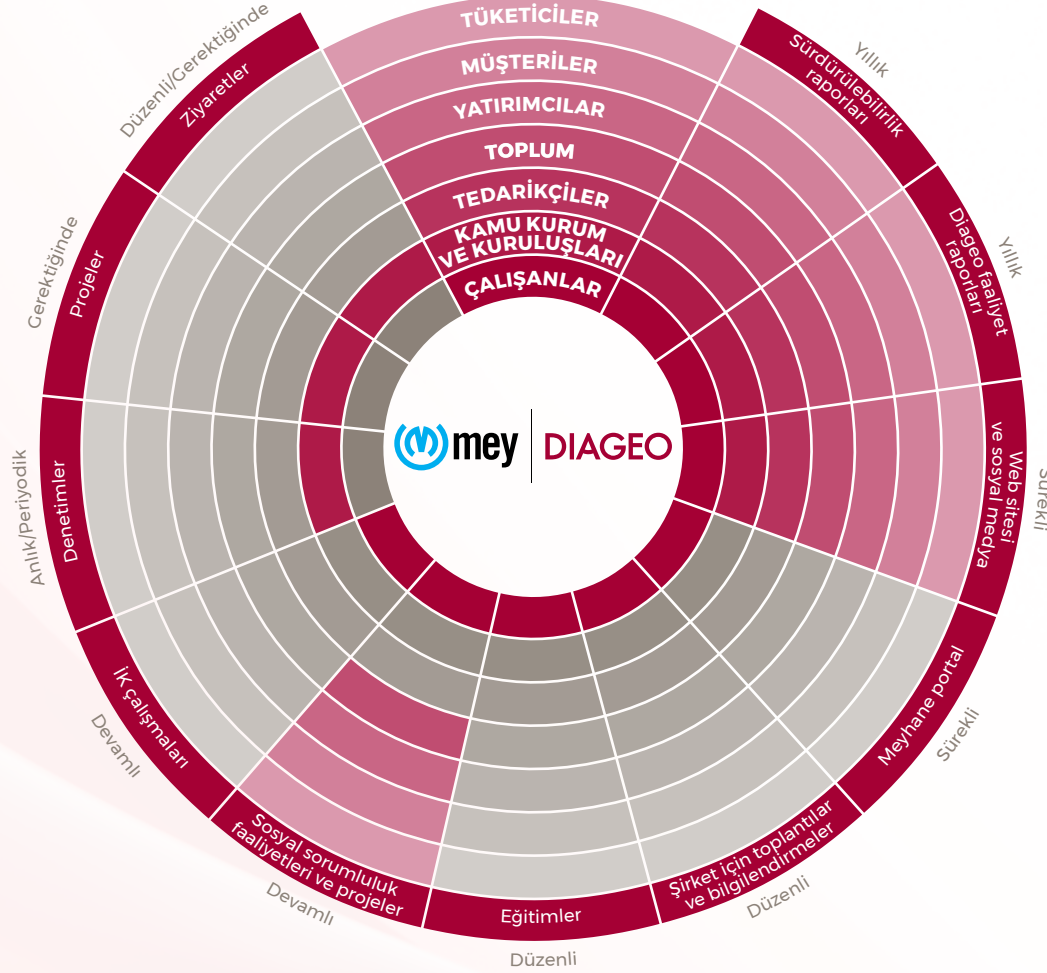 TÜKETİCİLER
MÜŞTERİLER
YATIRIMCILAR
TOPLUM
TEDARİKÇİLER
KAMU KURUM
VE KURULUŞLARI
ÇALIŞANLAR
mey | DIAGEO
Sürdürülebilirlik
raporları
Yıllık
Diageo faaliyet
raporları
Yıllık
Web sitesi
ve sosyal medya
Sürekli
Meyhane portal
Sürekli
Şirket için toplantılar
ve bilgilendirmeler
Düzenli
Eğitimler
Düzenli
Sosyal sorumluluk
faaliyetleri ve projeler
Devamlı
İK çalışmaları
Devamlı
Denetimler
Anlık/Periyodik
Projeler
Gerektiğinde
Ziyaretler
Düzenli/Gerektiğinde